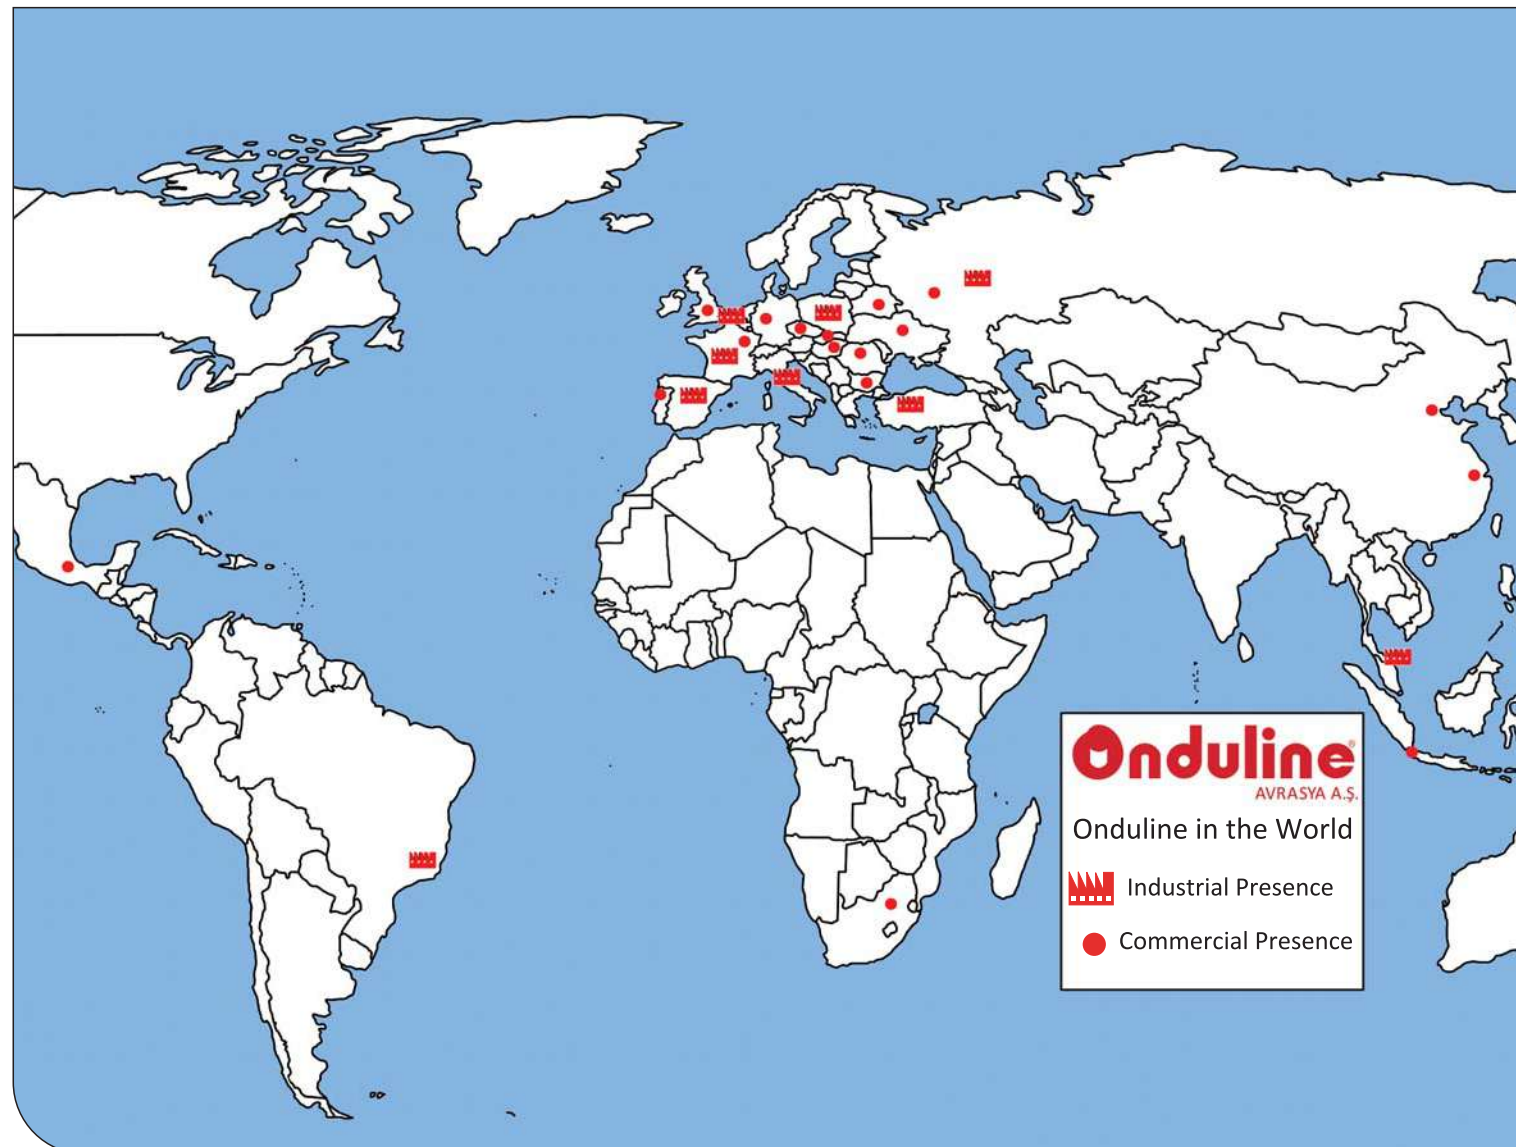 Onduline®
AVRASYA A.Ş.
Onduline in the World
Industrial Presence
Commercial Presence